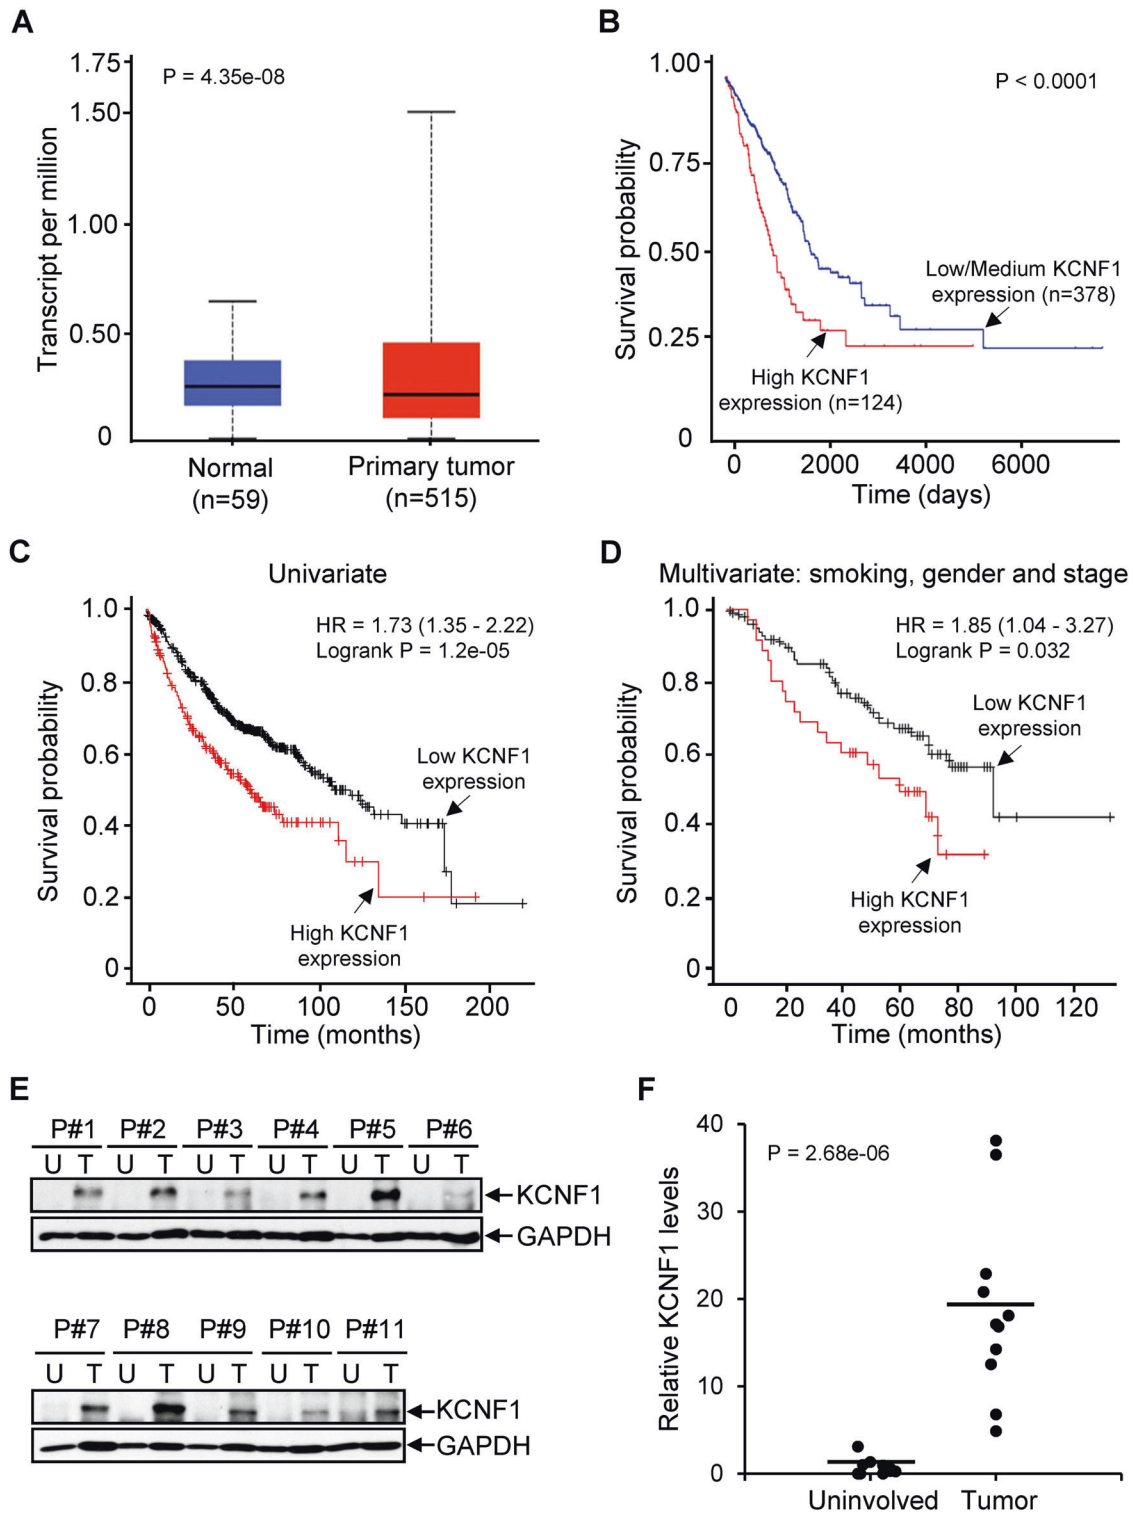 A
1.75
P = 4.35e-08
1.50
1.00
0.50
0
Transcript per million
Normal
(n=59)
Primary tumor
(n=515)
B
1.00
P < 0.0001
0.75
0.50
0.25
0
Survival probability
Low/Medium KCNF1
expression (n=378)
High KCNF1
expression (n=124)
0 2000 4000 6000
Time (days)
C
Univariate
1.0
0.8
0.6
0.4
0.2
0
Survival probability
HR = 1.73 (1.35 - 2.22)
Logrank P = 1.2e-05
Low KCNF1
expression
High KCNF1
expression
0 50 100 150 200
Time (months)
D
Multivariate: smoking, gender and stage
1.0
0.8
0.6
0.4
0.2
0
Survival probability
HR = 1.85 (1.04 - 3.27)
Logrank P = 0.032
Low KCNF1
expression
High KCNF1
expression
0 20 40 60 80 100 120
Time (months)
E
P#1 P#2 P#3 P#4 P#5 P#6
U T U T U T U T U T U T
KCNF1
GAPDH
P#7 P#8 P#9 P#10 P#11
U T U T U T U T U T
KCNF1
GAPDH
F
40
30
20
10
0
Relative KCNF1 levels
P = 2.68e-06
Uninvolved Tumor